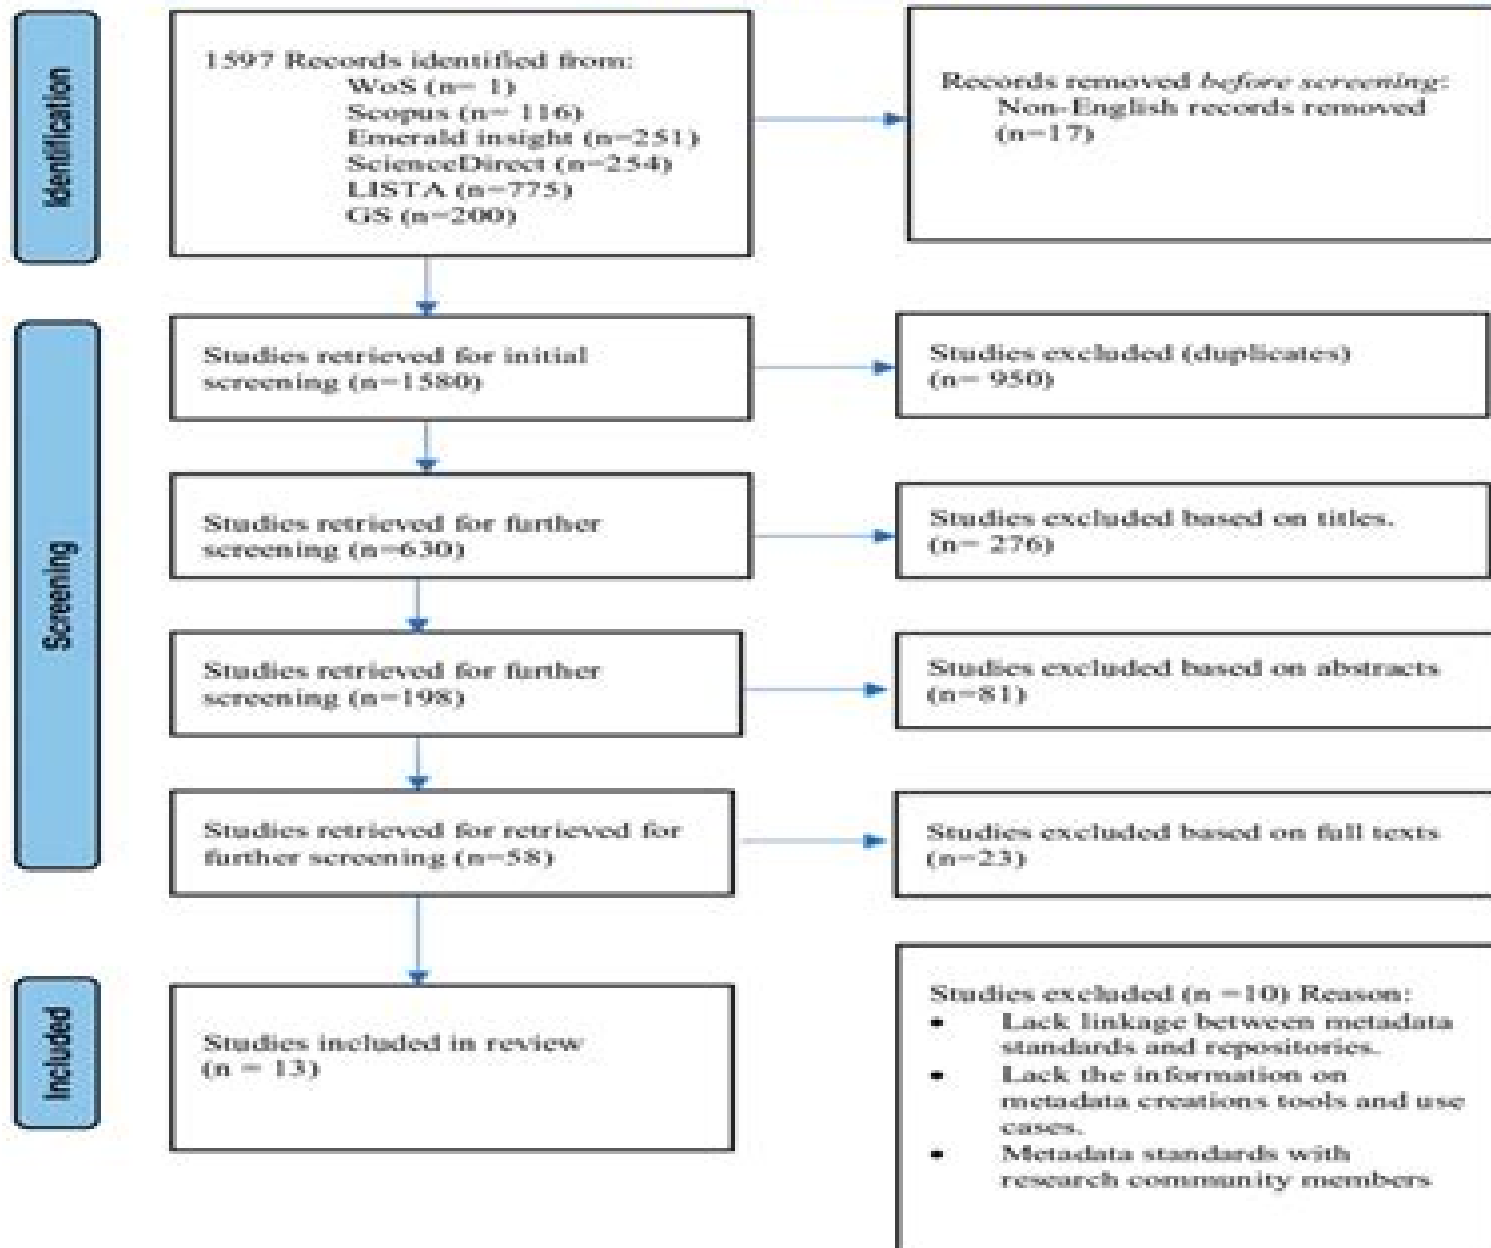 Identification
1597 Records identified from:
WoS (n= 1)
Scopus (n= 116)
Emerald insight (n=251)
ScienceDirect (n=254)
LISTA (n=775)
GS (n=200)
Records removed before screening:
Non-English records removed
(n=17)
Screening
Studies retrieved for initial
screening (n=1580)
Studies excluded (duplicates)
(n= 950)
Studies retrieved for further
screening (n=630)
Studies excluded based on titles.
(n= 276)
Studies retrieved for further
screening (n=198)
Studies excluded based on abstracts
(n=81)
Studies retrieved for retrieved for
further screening (n=58)
Studies excluded based on full texts
(n=23)
Included
Studies included in review
(n = 13)
Studies excluded (n =10) Reason:
• Lack linkage between metadata
standards and repositories.
• Lack the information on
metadata creations tools and use
cases.
• Metadata standards with
research community members